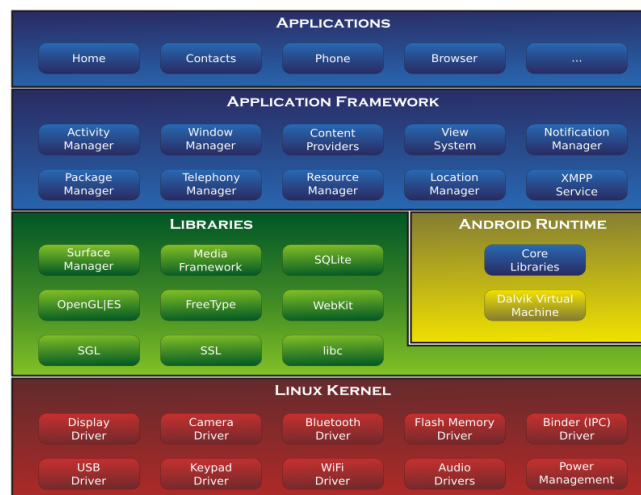 APPLICATIONS
Home
Contacts
Phone
Browser
...
APPLICATION FRAMEWORK
Activity
Manager
Window
Manager
Content
Providers
View
System
Notification
Manager
Package
Manager
Telephony
Manager
Resource
Manager
Location
Manager
XMPP
Service
LIBRARIES
Surface
Manager
Media
Framework
SQLite
OpenGL|ES
FreeType
WebKit
SGL
SSL
libc
ANDROID RUNTIME
Core
Libraries
Dalvik Virtual
Machine
LINUX KERNEL
Display
Driver
Camera
Driver
Bluetooth
Driver
Flash Memory
Driver
Binder (IPC)
Driver
USB
Driver
Keypad
Driver
WiFi
Driver
Audio
Drivers
Power
Management